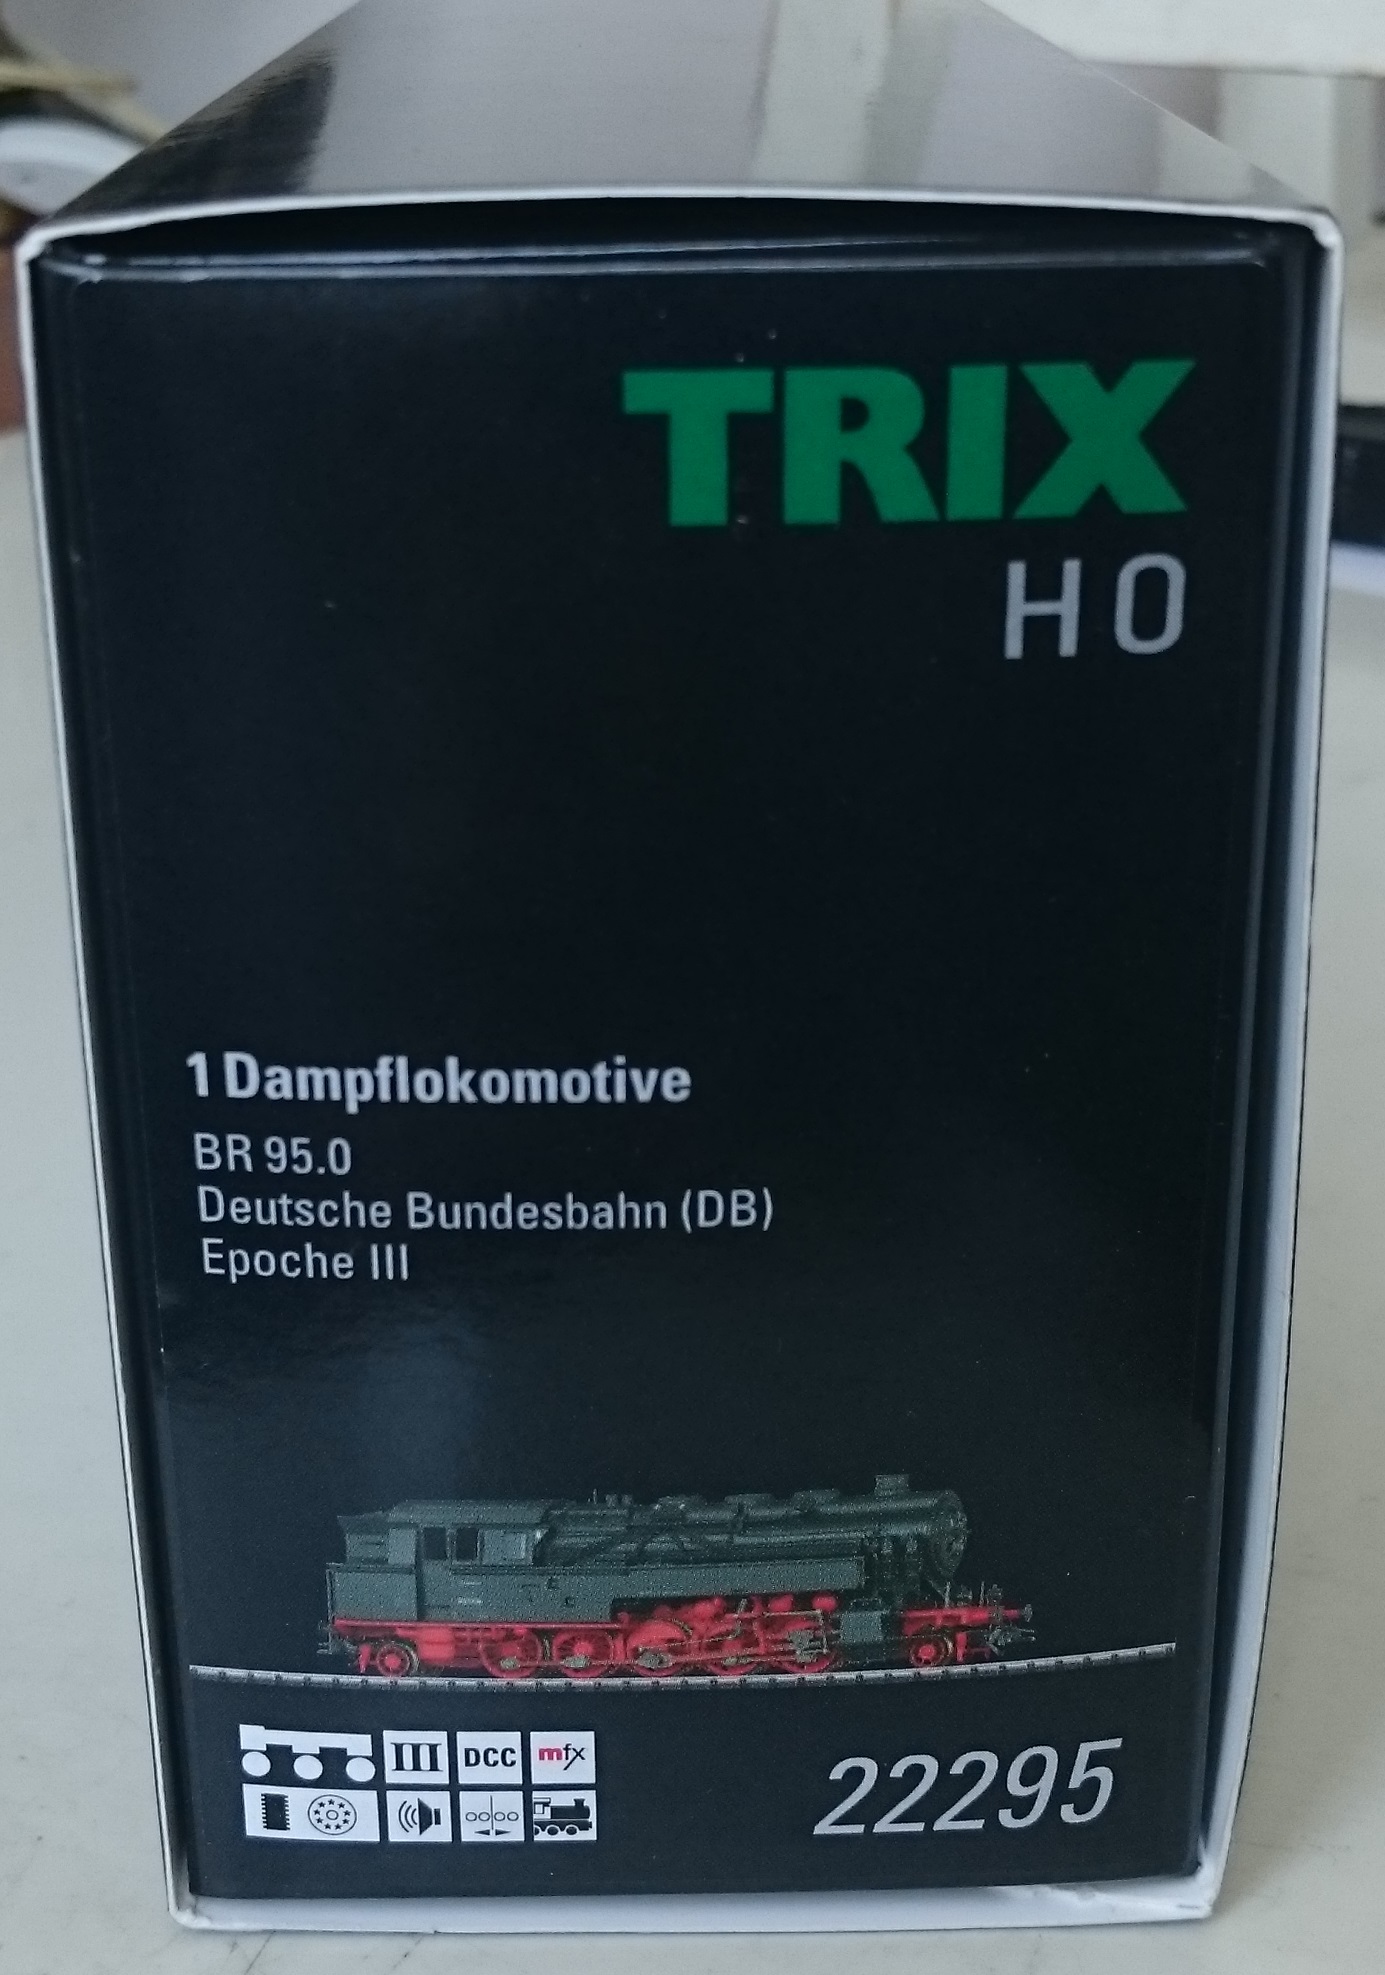 TRIX
H0
1 Dampflokomotive
BR 95.0
Deutsche Bundesbahn (DB)
Epoche III
III DCC mfx
22295